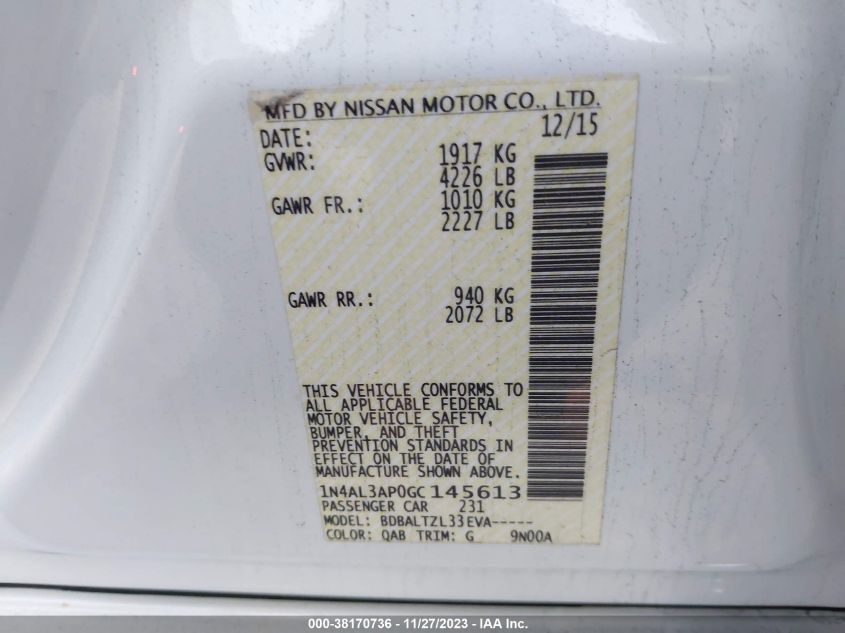 MFD BY NISSAN MOTOR CO., LTD.
DATE: 12/15
GVWR: 1917 KG
4226 LB
GAWR FR.: 1010 KG
2227 LB
GAWR RR.: 940 KG
2072 LB
THIS VEHICLE CONFORMS TO
ALL APPLICABLE FEDERAL
MOTOR VEHICLE SAFETY,
BUMPER, AND THEFT
PREVENTION STANDARDS IN
EFFECT ON THE DATE OF
MANUFACTURE SHOWN ABOVE.
1N4AL3AP0GC145613
PASSENGER CAR 231
MODEL: BDBALTZL33EVA-----
COLOR: QAB TRIM: G 9N00A
000-38170736 - 11/27/2023 - IAA Inc.